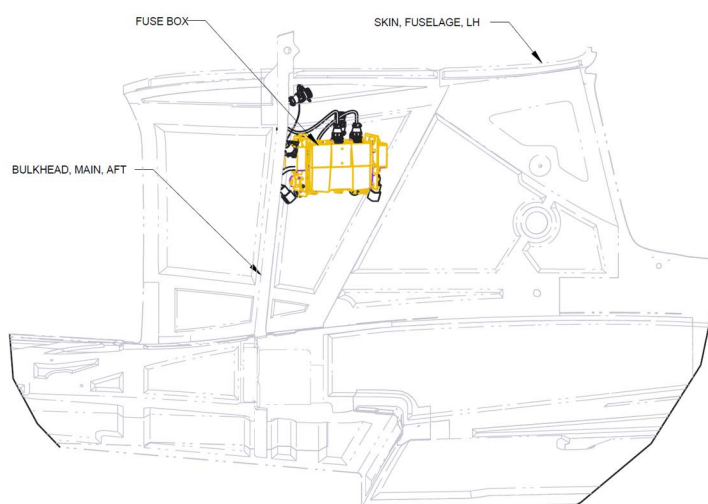 FUSE BOX
SKIN, FUSELAGE, LH
BULKHEAD, MAIN, AFT